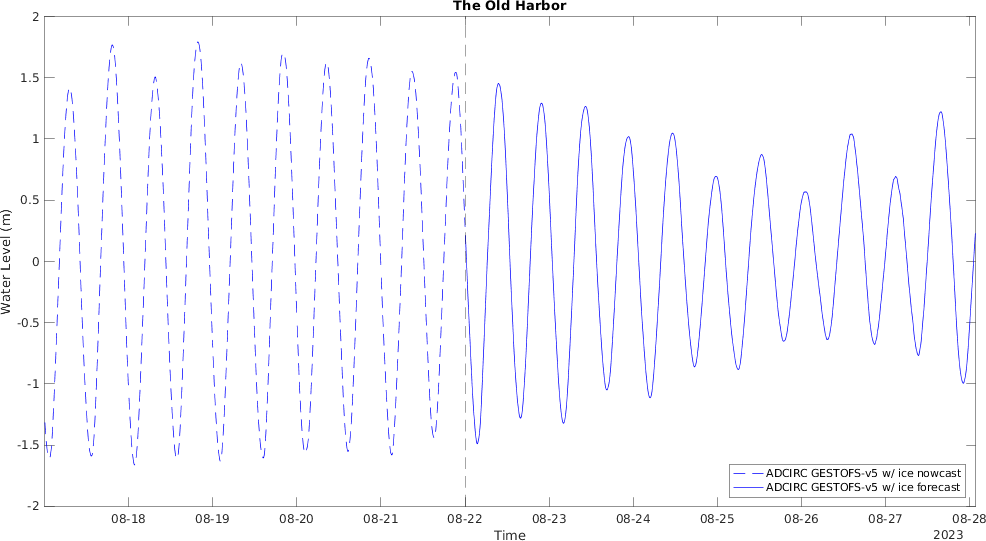 The Old Harbor
2
1.5
1
0.5
0
-0.5
-1
-1.5
-2
Water Level (m)
08-18 08-19 08-20 08-21 08-22 08-23 08-24 08-25 08-26 08-27 08-28
Time
2023
ADCIRC GESTOFS-v5 w/ ice nowcast
ADCIRC GESTOFS-v5 w/ ice forecast